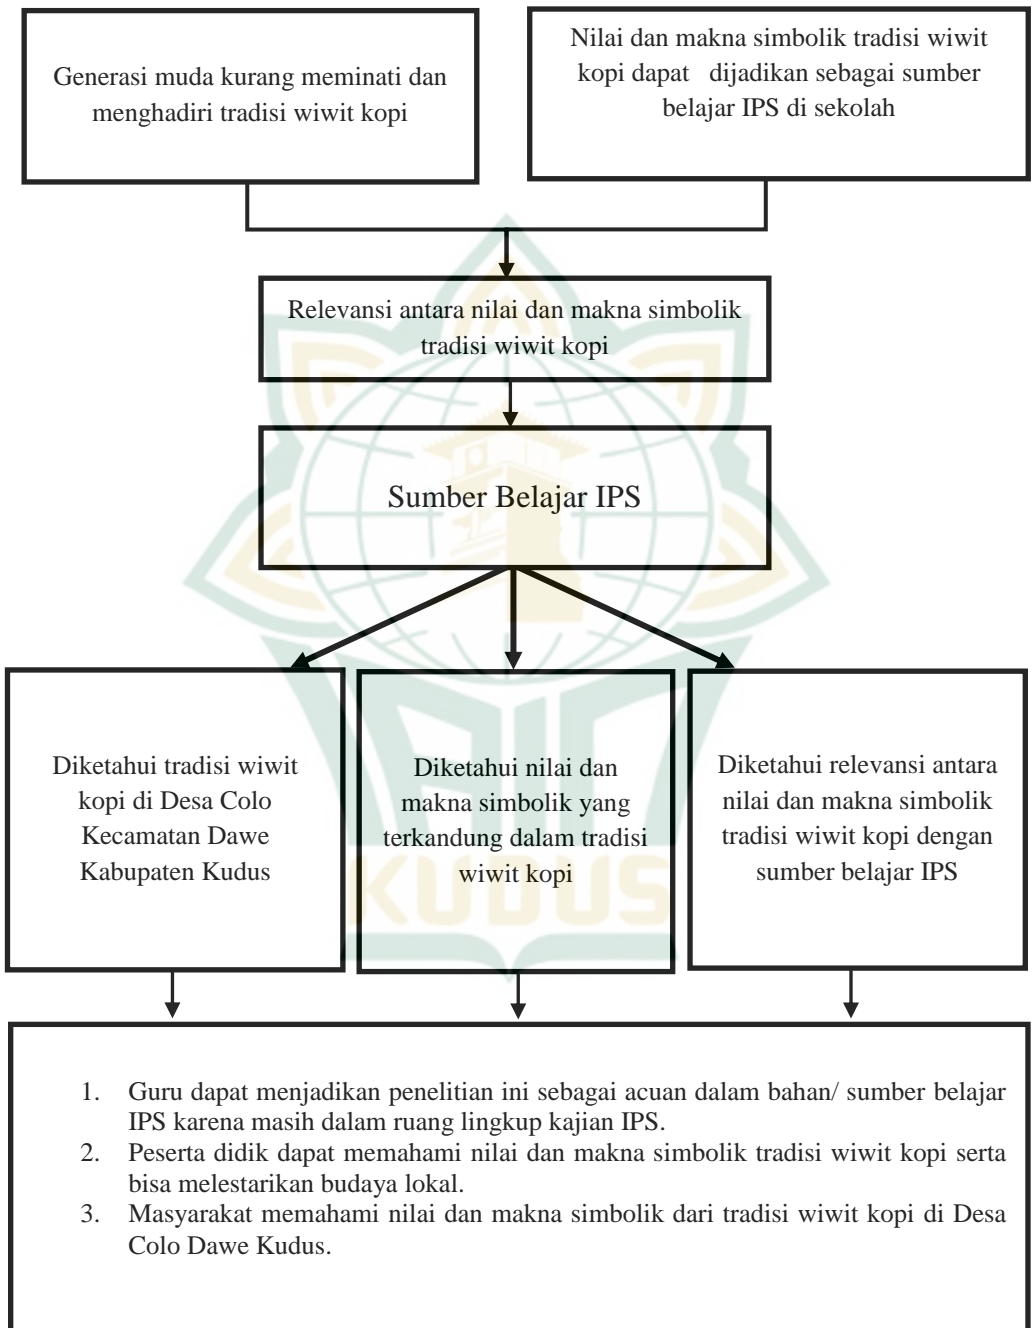 Generasi muda kurang meminati dan
menghadiri tradisi wiwit kopi
Nilai dan makna simbolik tradisi wiwit
kopi dapat dijadikan sebagai sumber
belajar IPS di sekolah
Relevansi antara nilai dan makna simbolik
tradisi wiwit kopi
Sumber Belajar IPS
Diketahui tradisi wiwit
kopi di Desa Colo
Kecamatan Dawe
Kabupaten Kudus
Diketahui nilai dan
makna simbolik yang
terkandung dalam tradisi
wiwit kopi
Diketahui relevansi antara
nilai dan makna simbolik
tradisi wiwit kopi dengan
sumber belajar IPS
IAIN
KUDUS
1. Guru dapat menjadikan penelitian ini sebagai acuan dalam bahan/ sumber belajar
IPS karena masih dalam ruang lingkup kajian IPS.
2. Peserta didik dapat memahami nilai dan makna simbolik tradisi wiwit kopi serta
bisa melestarikan budaya lokal.
3. Masyarakat memahami nilai dan makna simbolik dari tradisi wiwit kopi di Desa
Colo Dawe Kudus.